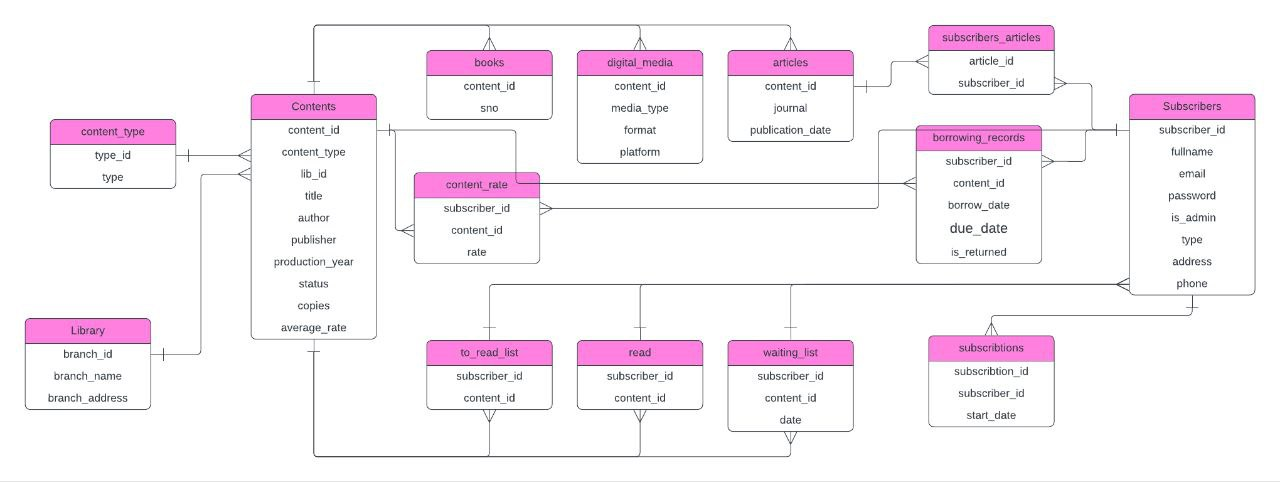 subscribers_articles
article_id
subscriber_id
books
content_id
sno
digital_media
content_id
media_type
format
platform
articles
content_id
journal
publication_date
Contents
content_id
content_type
lib_id
title
author
publisher
production_year
status
copies
average_rate
Subscribers
subscriber_id
fullname
email
password
is_admin
type
address
phone
content_type
type_id
type
borrowing_records
subscriber_id
content_id
borrow_date
due_date
is_returned
content_rate
subscriber_id
content_id
rate
Library
branch_id
branch_name
branch_address
to_read_list
subscriber_id
content_id
read
subscriber_id
content_id
waiting_list
subscriber_id
content_id
date
subscribtions
subscribtion_id
subscriber_id
start_date